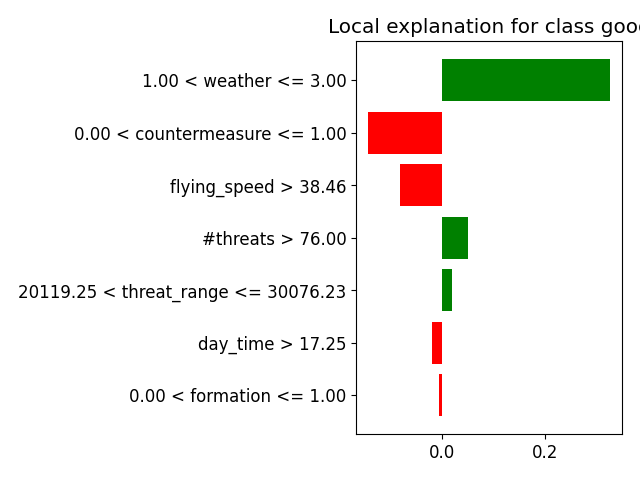 Local explanation for class goo
1.00 < weather <= 3.00
0.00 < countermeasure <= 1.00
flying_speed > 38.46
#threats > 76.00
20119.25 < threat_range <= 30076.23
day_time > 17.25
0.00 < formation <= 1.00
0.0 0.2